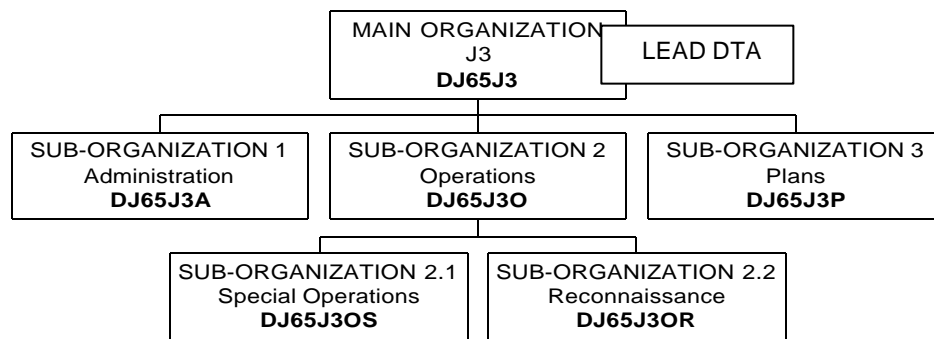 MAIN ORGANIZATION
J3
DJ65J3
LEAD DTA
SUB-ORGANIZATION 1
Administration
DJ65J3A
SUB-ORGANIZATION 2
Operations
DJ65J3O
SUB-ORGANIZATION 3
Plans
DJ65J3P
SUB-ORGANIZATION 2.1
Special Operations
DJ65J3OS
SUB-ORGANIZATION 2.2
Reconnaissance
DJ65J3OR